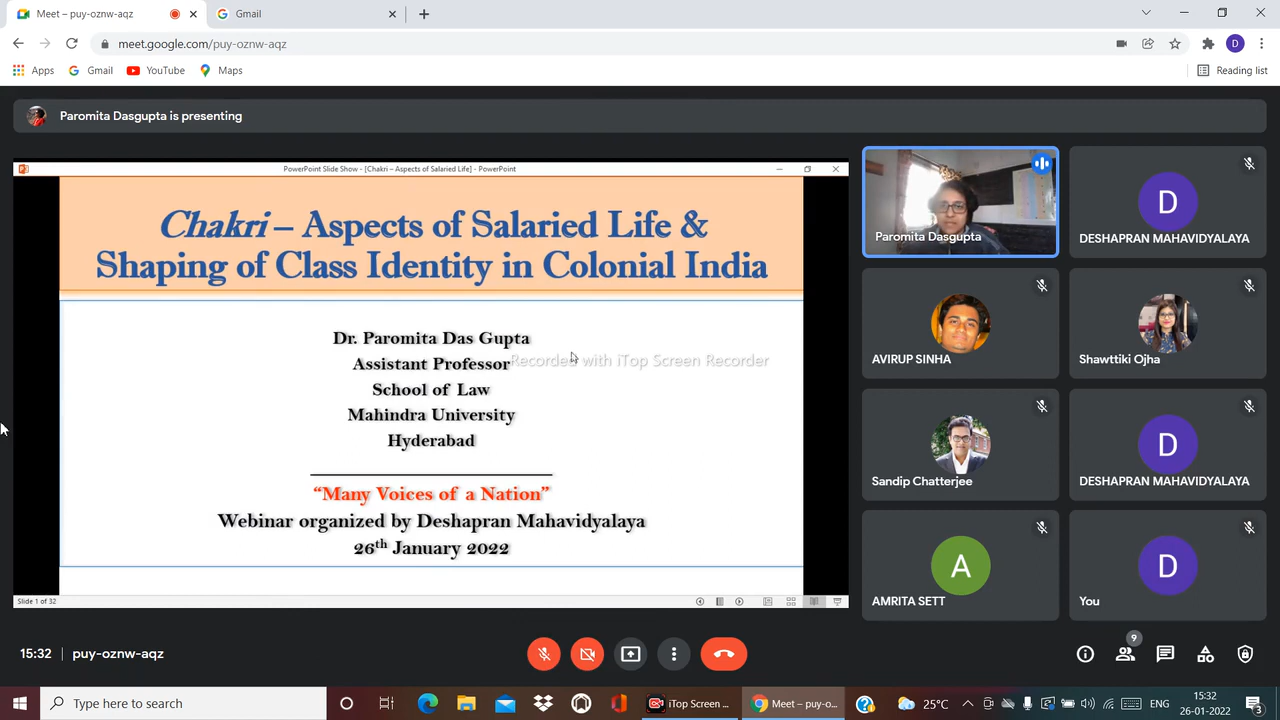 Meet – puy-oznw-aqz
Gmail
meet.google.com/puy-oznw-aqz
Apps
Gmail
YouTube
Maps
Reading list
Paromita Dasgupta is presenting
PowerPoint Slide Show - [Chakri – Aspects of Salaried Life] - PowerPoint
Chakri – Aspects of Salaried Life &
Shaping of Class Identity in Colonial India
Dr. Paromita Das Gupta
Assistant Professor
School of Law
Mahindra University
Hyderabad
Recorded with iTop Screen Recorder
“Many Voices of a Nation”
Webinar organized by Deshapran Mahavidyalaya
26th January 2022
Slide 1 of 32
Paromita Dasgupta
D
DESHAPRAN MAHAVIDYALAYA
AVIRUP SINHA
Shawttiki Ojha
Sandip Chatterjee
D
DESHAPRAN MAHAVIDYALAYA
A
AMRITA SETT
D
You
15:32 | puy-oznw-aqz
9
Type here to search
iTop Screen ...
Meet – puy-o...
25°C
ENG
15:32
26-01-2022
3